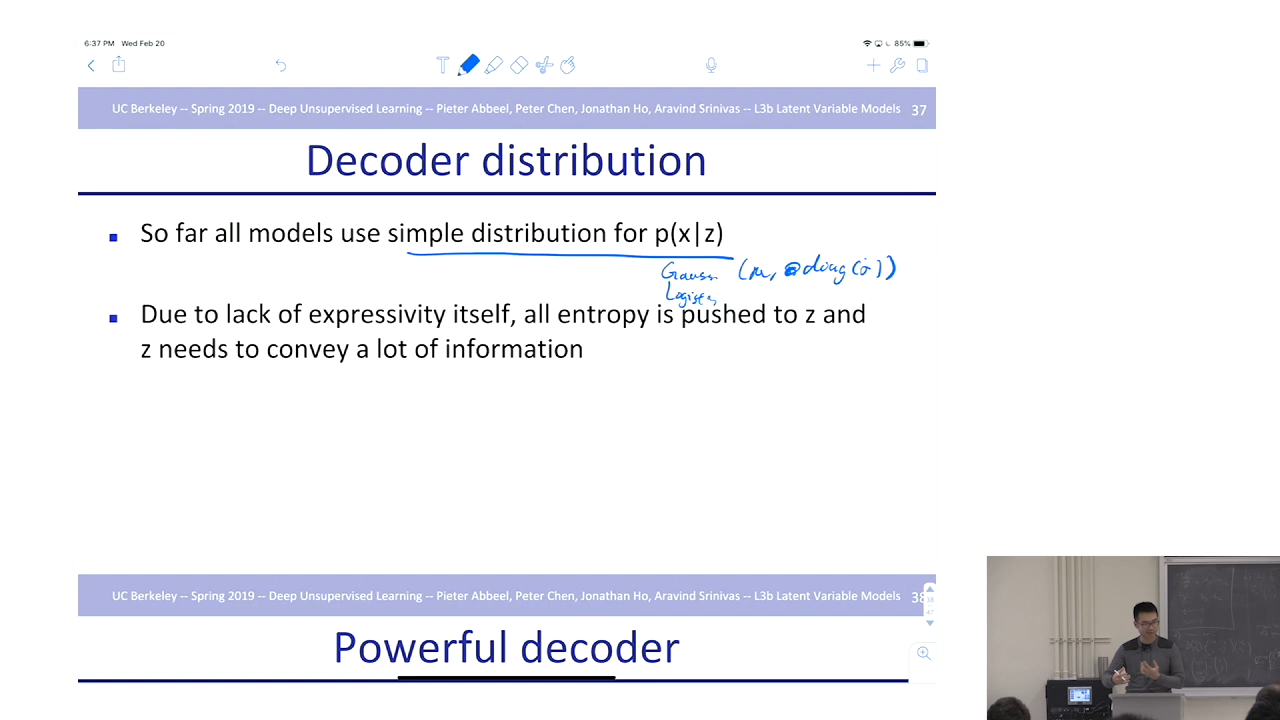 6:37 PM Wed Feb 20
85%
T
UC Berkeley -- Spring 2019 -- Deep Unsupervised Learning -- Pieter Abbeel, Peter Chen, Jonathan Ho, Aravind Srinivas -- L3b Latent Variable Models 37
Decoder distribution
So far all models use simple distribution for p(x|z)
diag(σ))
Due to lack of expressivity itself, all entropy is pushed to z and
z needs to convey a lot of information
UC Berkeley -- Spring 2019 -- Deep Unsupervised Learning -- Pieter Abbeel, Peter Chen, Jonathan Ho, Aravind Srinivas -- L3b Latent Variable Models 38
38
47
Powerful decoder